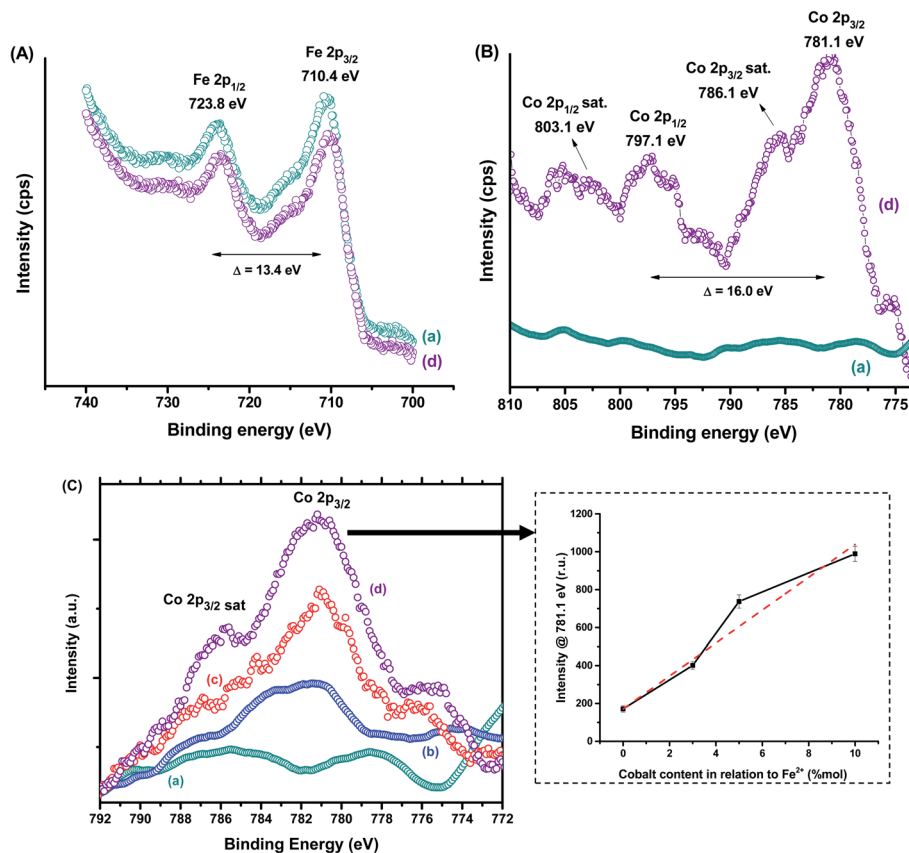 (A)
Fe 2p1/2
723.8 eV
Fe 2p3/2
710.4 eV
Δ = 13.4 eV
(a)
(d)
Intensity (cps)
740 730 720 710 700
Binding energy (eV)
(B)
Co 2p3/2
781.1 eV
Co 2p3/2 sat.
786.1 eV
Co 2p1/2 sat.
803.1 eV
Co 2p1/2
797.1 eV
(d)
Δ = 16.0 eV
(a)
Intensity (cps)
810 805 800 795 790 785 780 775
Binding energy (eV)
(C)
Co 2p3/2
Co 2p3/2 sat
(d)
(c)
(b)
(a)
Intensity (a.u.)
792 790 788 786 784 782 780 778 776 774 772
Binding Energy (eV)
1200
1000
800
600
400
200
0
Intensity @ 781.1 eV (r.u.)
0 2 4 6 8 10
Cobalt content in relation to Fe2+ (%mol)